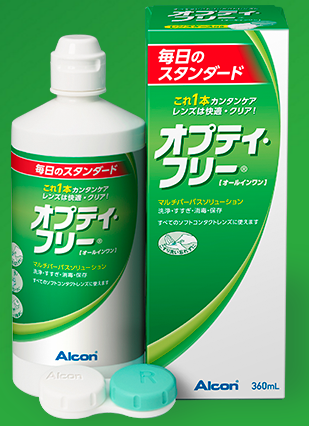 毎日の
スタンダード
これ1本カンタンケア
レンズは快適・クリア!
オプティ・
フリー®
【オールインワン】
マルチパーパスソリューション
洗浄・すすぎ・消毒・保存
すべてのソフトコンタクトレンズに使えます
Alcon
360mL
毎日のスタンダード
これ1本カンタンケア
レンズは快適・クリア!
オプティ・
フリー®
【オールインワン】
マルチパーパスソリューション
洗浄・すすぎ・消毒・保存
すべてのソフトコンタクトレンズに使えます
Alcon
R